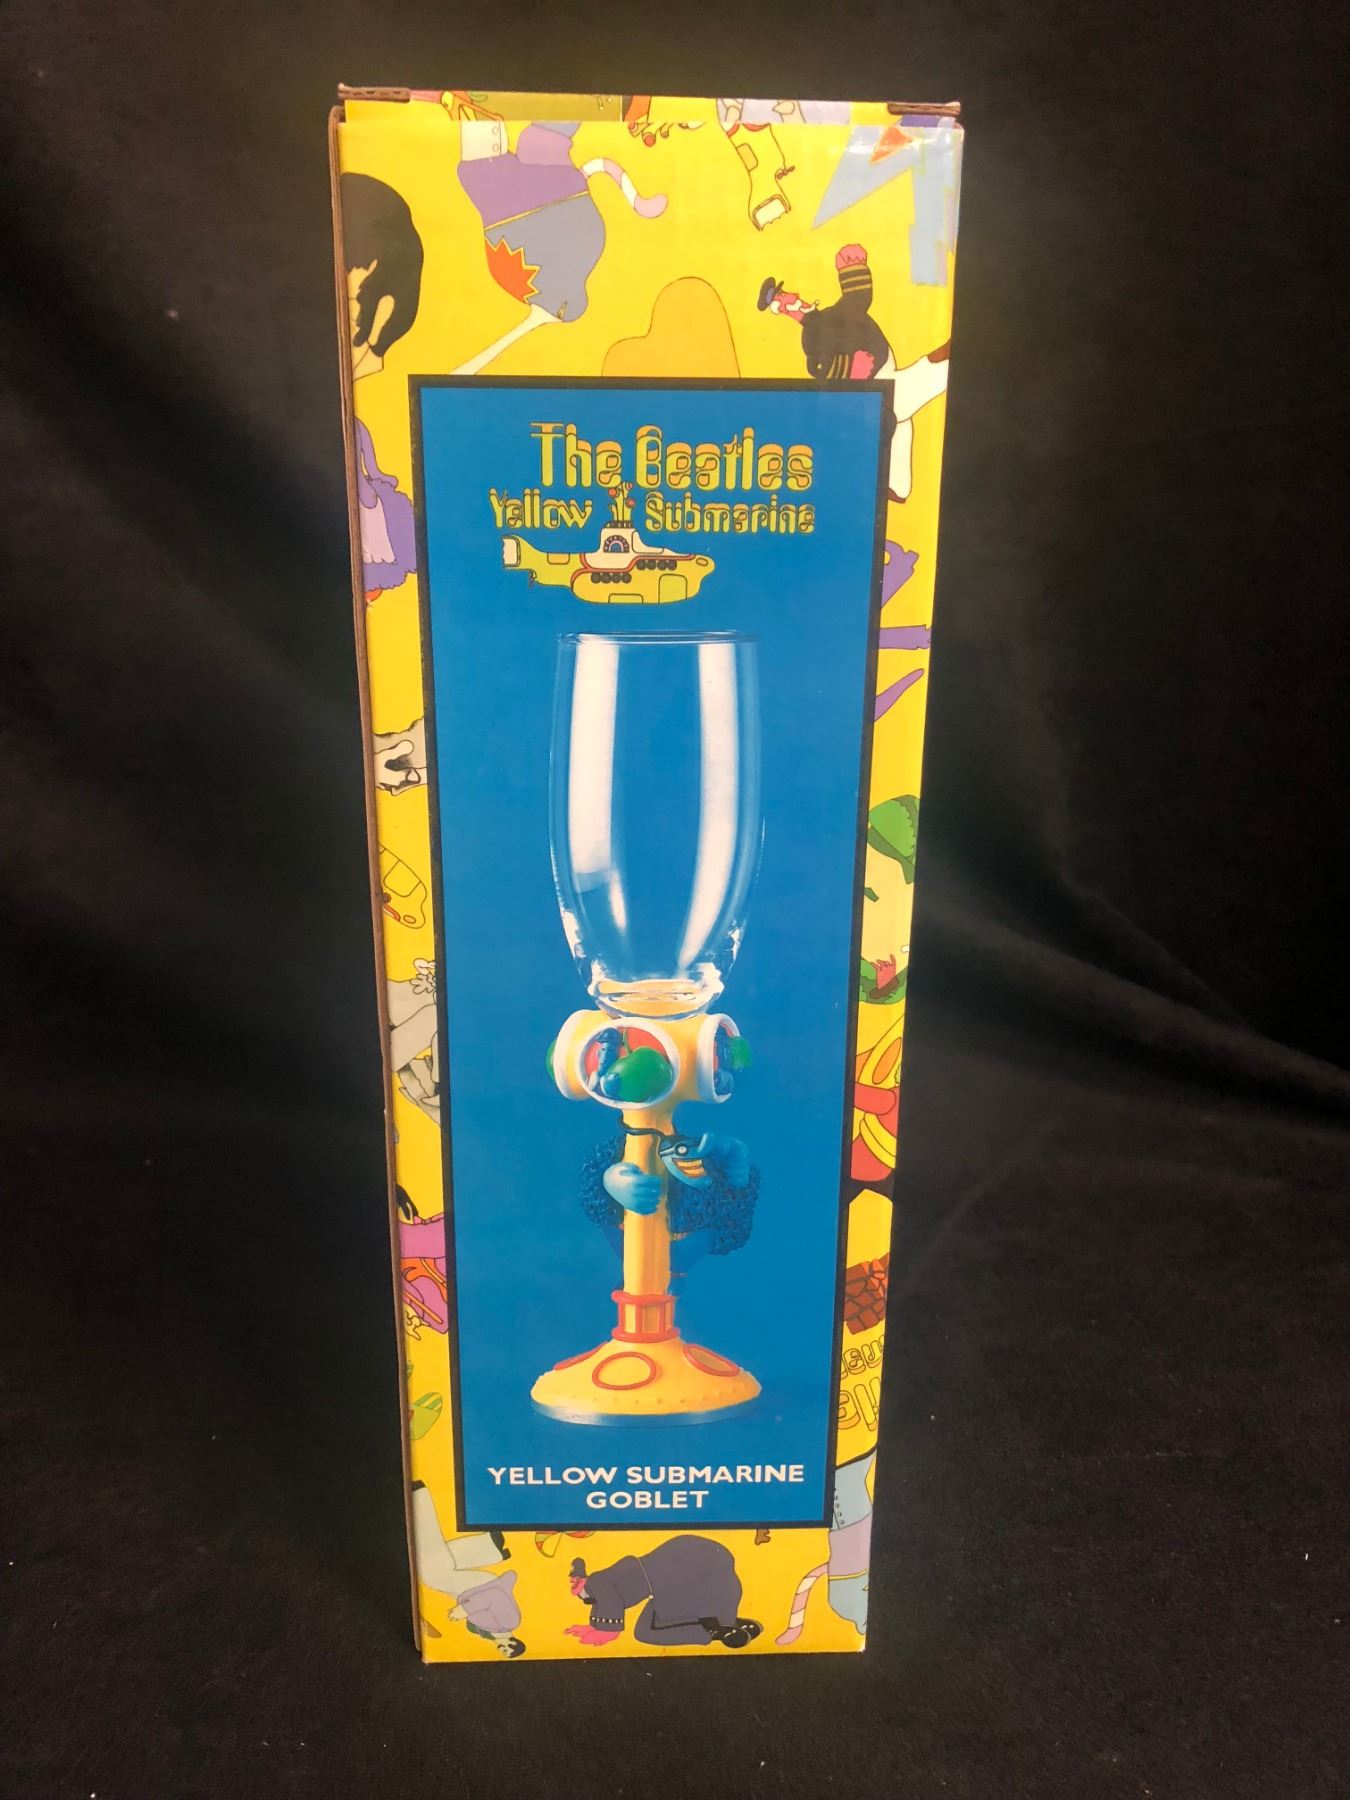 The Beatles
Yellow Submarine
YELLOW SUBMARINE
GOBLET